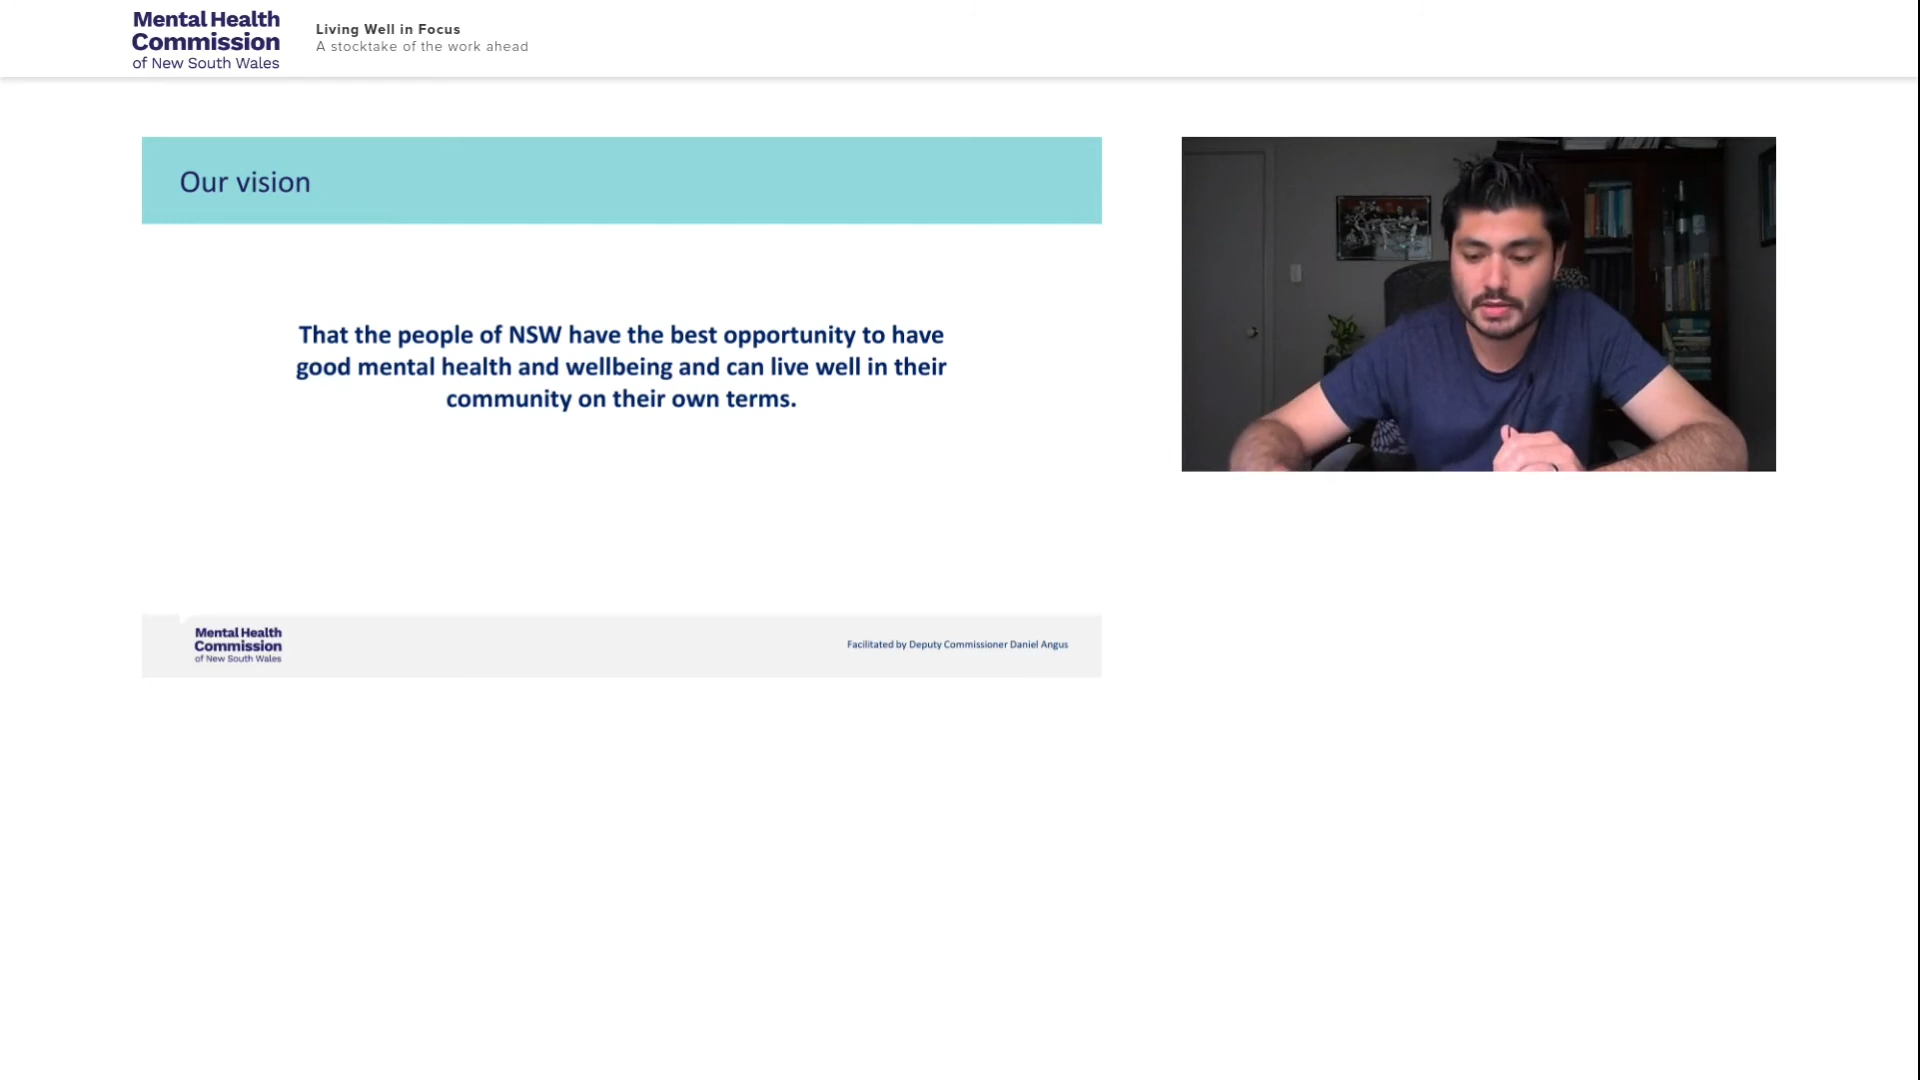 Mental Health
Commission
of New South Wales
Living Well in Focus
A stocktake of the work ahead
Our vision
That the people of NSW have the best opportunity to have
good mental health and wellbeing and can live well in their
community on their own terms.
Mental Health
Commission
of New South Wales
Facilitated by Deputy Commissioner Daniel Angus